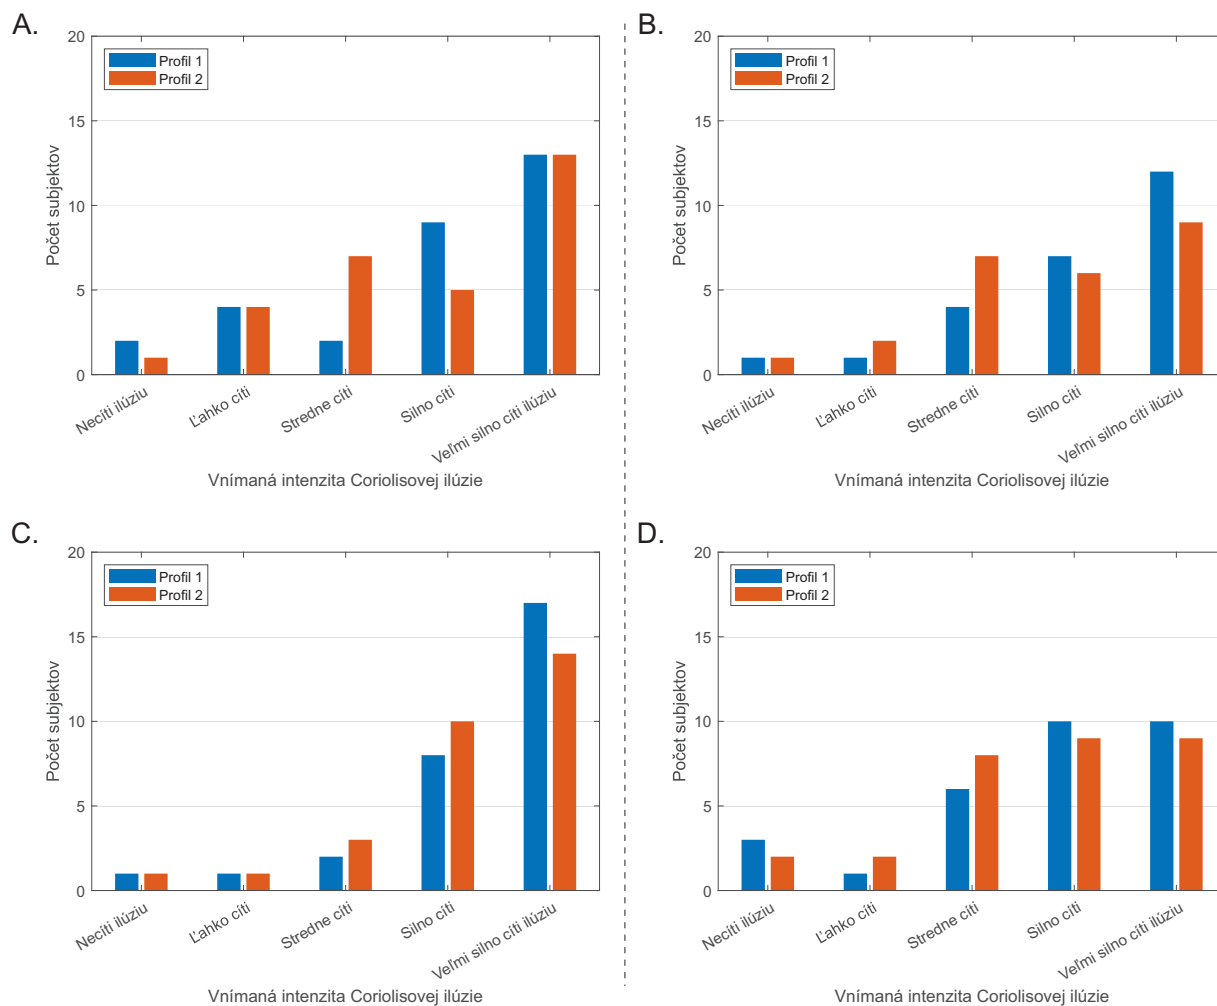 A.
20
15
10
5
0
Počet subjektov
Profil 1
Profil 2
Necíti ilúziu
Ľahko cíti
Stredne cíti
Silno cíti
Veľmi silno cíti ilúziu
Vnímaná intenzita Coriolisovej ilúzie
B.
20
15
10
5
0
Počet subjektov
Profil 1
Profil 2
Necíti ilúziu
Ľahko cíti
Stredne cíti
Silno cíti
Veľmi silno cíti ilúziu
Vnímaná intenzita Coriolisovej ilúzie
C.
20
15
10
5
0
Počet subjektov
Profil 1
Profil 2
Necíti ilúziu
Ľahko cíti
Stredne cíti
Silno cíti
Veľmi silno cíti ilúziu
Vnímaná intenzita Coriolisovej ilúzie
D.
20
15
10
5
0
Počet subjektov
Profil 1
Profil 2
Necíti ilúziu
Ľahko cíti
Stredne cíti
Silno cíti
Veľmi silno cíti ilúziu
Vnímaná intenzita Coriolisovej ilúzie